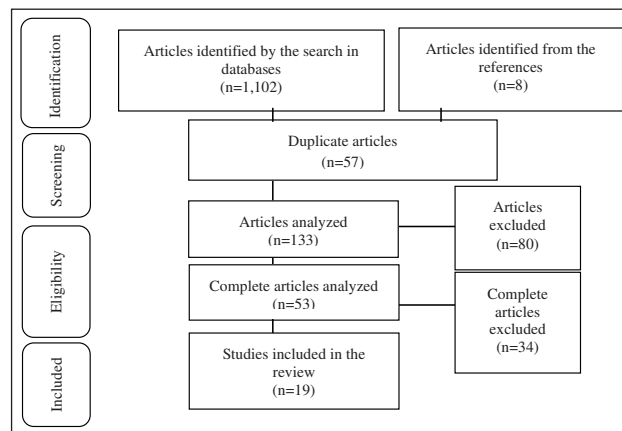 Identification
Articles identified by the search in
databases
(n=1,102)
Articles identified from the
references
(n=8)
Screening
Duplicate articles
(n=57)
Eligibility
Articles analyzed
(n=133)
Articles
excluded
(n=80)
Complete articles analyzed
(n=53)
Complete
articles
excluded
(n=34)
Included
Studies included in the
review
(n=19)